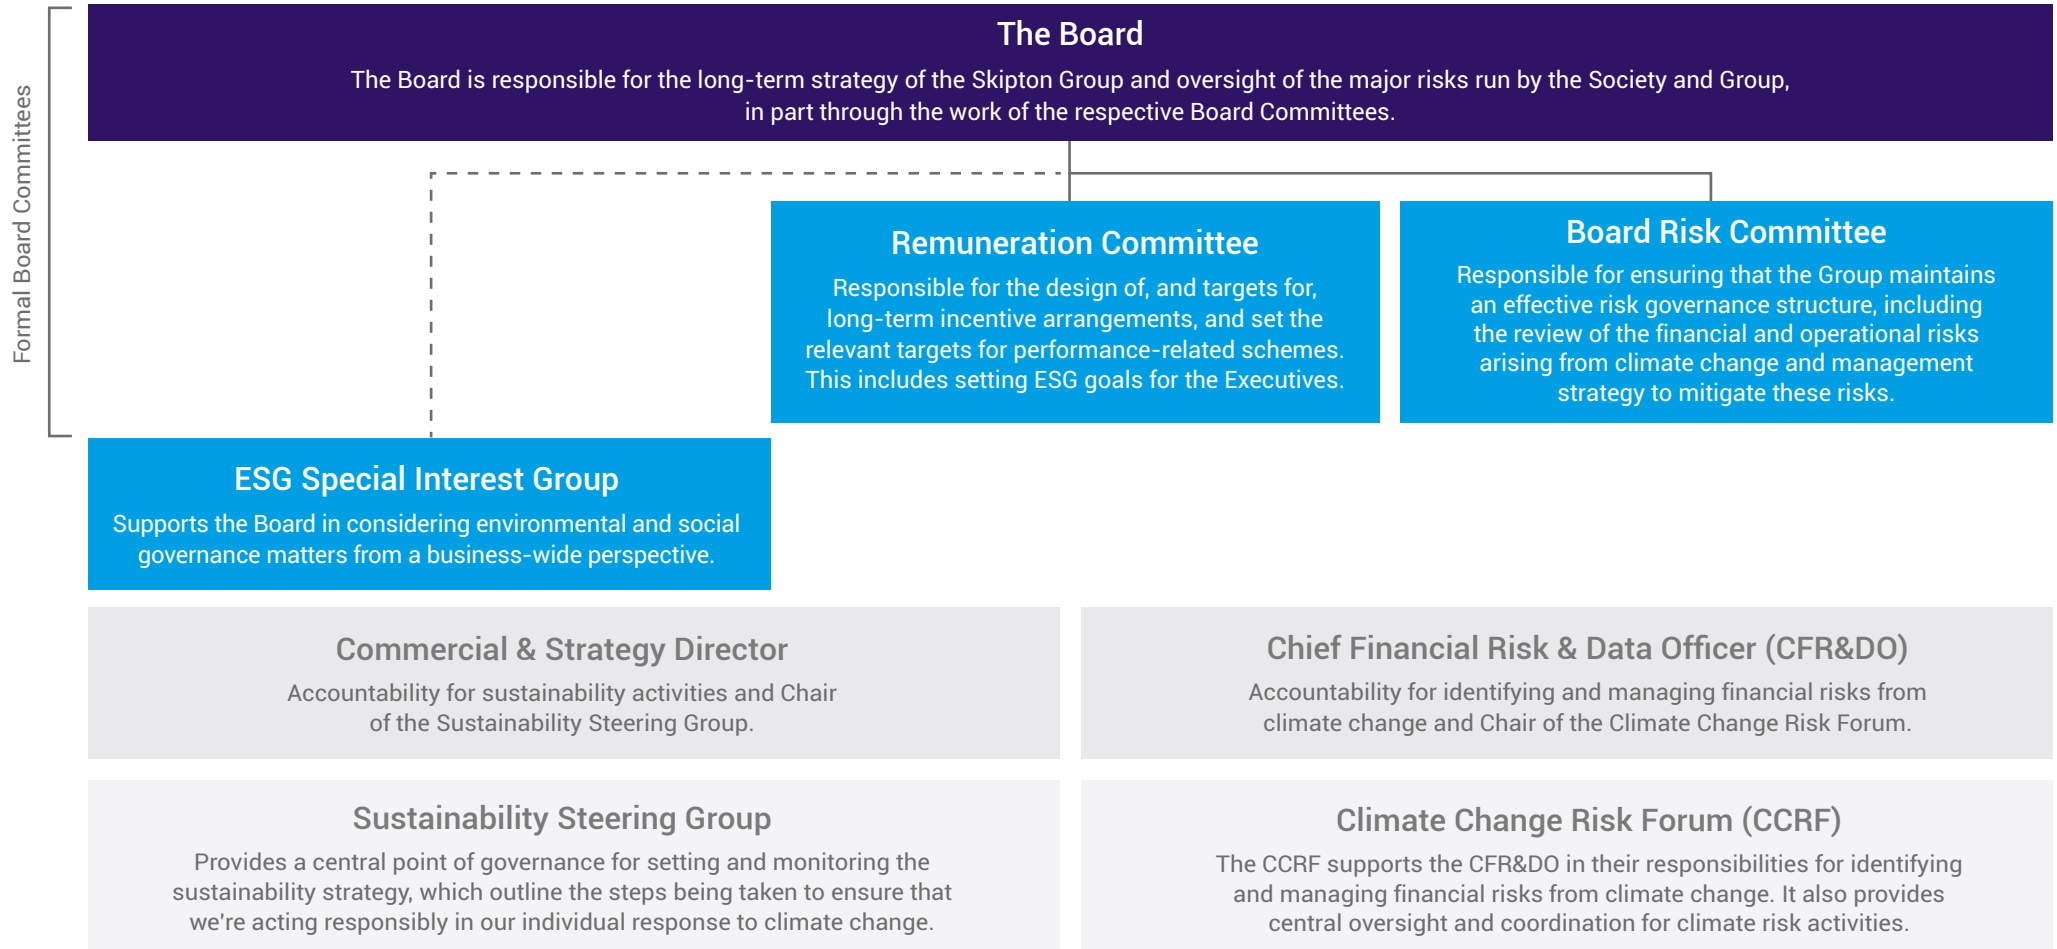 Formal Board Committees
The Board
The Board is responsible for the long-term strategy of the Skipton Group and oversight of the major risks run by the Society and Group,
in part through the work of the respective Board Committees.
Remuneration Committee
Responsible for the design of, and targets for,
long-term incentive arrangements, and set the
relevant targets for performance-related schemes.
This includes setting ESG goals for the Executives.
Board Risk Committee
Responsible for ensuring that the Group maintains
an effective risk governance structure, including
the review of the financial and operational risks
arising from climate change and management
strategy to mitigate these risks.
ESG Special Interest Group
Supports the Board in considering environmental and social
governance matters from a business-wide perspective.
Commercial & Strategy Director
Accountability for sustainability activities and Chair
of the Sustainability Steering Group.
Chief Financial Risk & Data Officer (CFR&DO)
Accountability for identifying and managing financial risks from
climate change and Chair of the Climate Change Risk Forum.
Sustainability Steering Group
Provides a central point of governance for setting and monitoring the
sustainability strategy, which outline the steps being taken to ensure that
we're acting responsibly in our individual response to climate change.
Climate Change Risk Forum (CCRF)
The CCRF supports the CFR&DO in their responsibilities for identifying
and managing financial risks from climate change. It also provides
central oversight and coordination for climate risk activities.